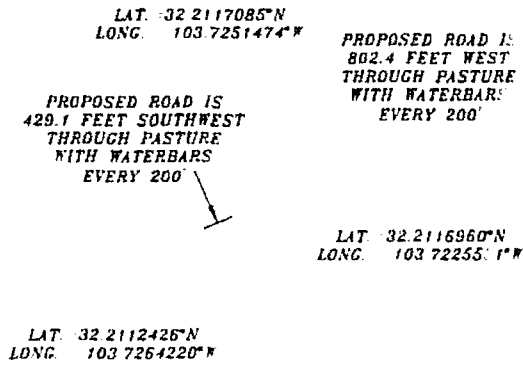 LAT. 32.2117085°N
LONG. 103.7251474°W
PROPOSED ROAD IS
802.4 FEET WEST
THROUGH PASTURE
WITH WATERBARS
EVERY 200'
PROPOSED ROAD IS
429.1 FEET SOUTHWEST
THROUGH PASTURE
WITH WATERBARS
EVERY 200'
LAT. 32.2116960°N
LONG.
LAT. 32.2112426°N
LONG. 103.7264220°W